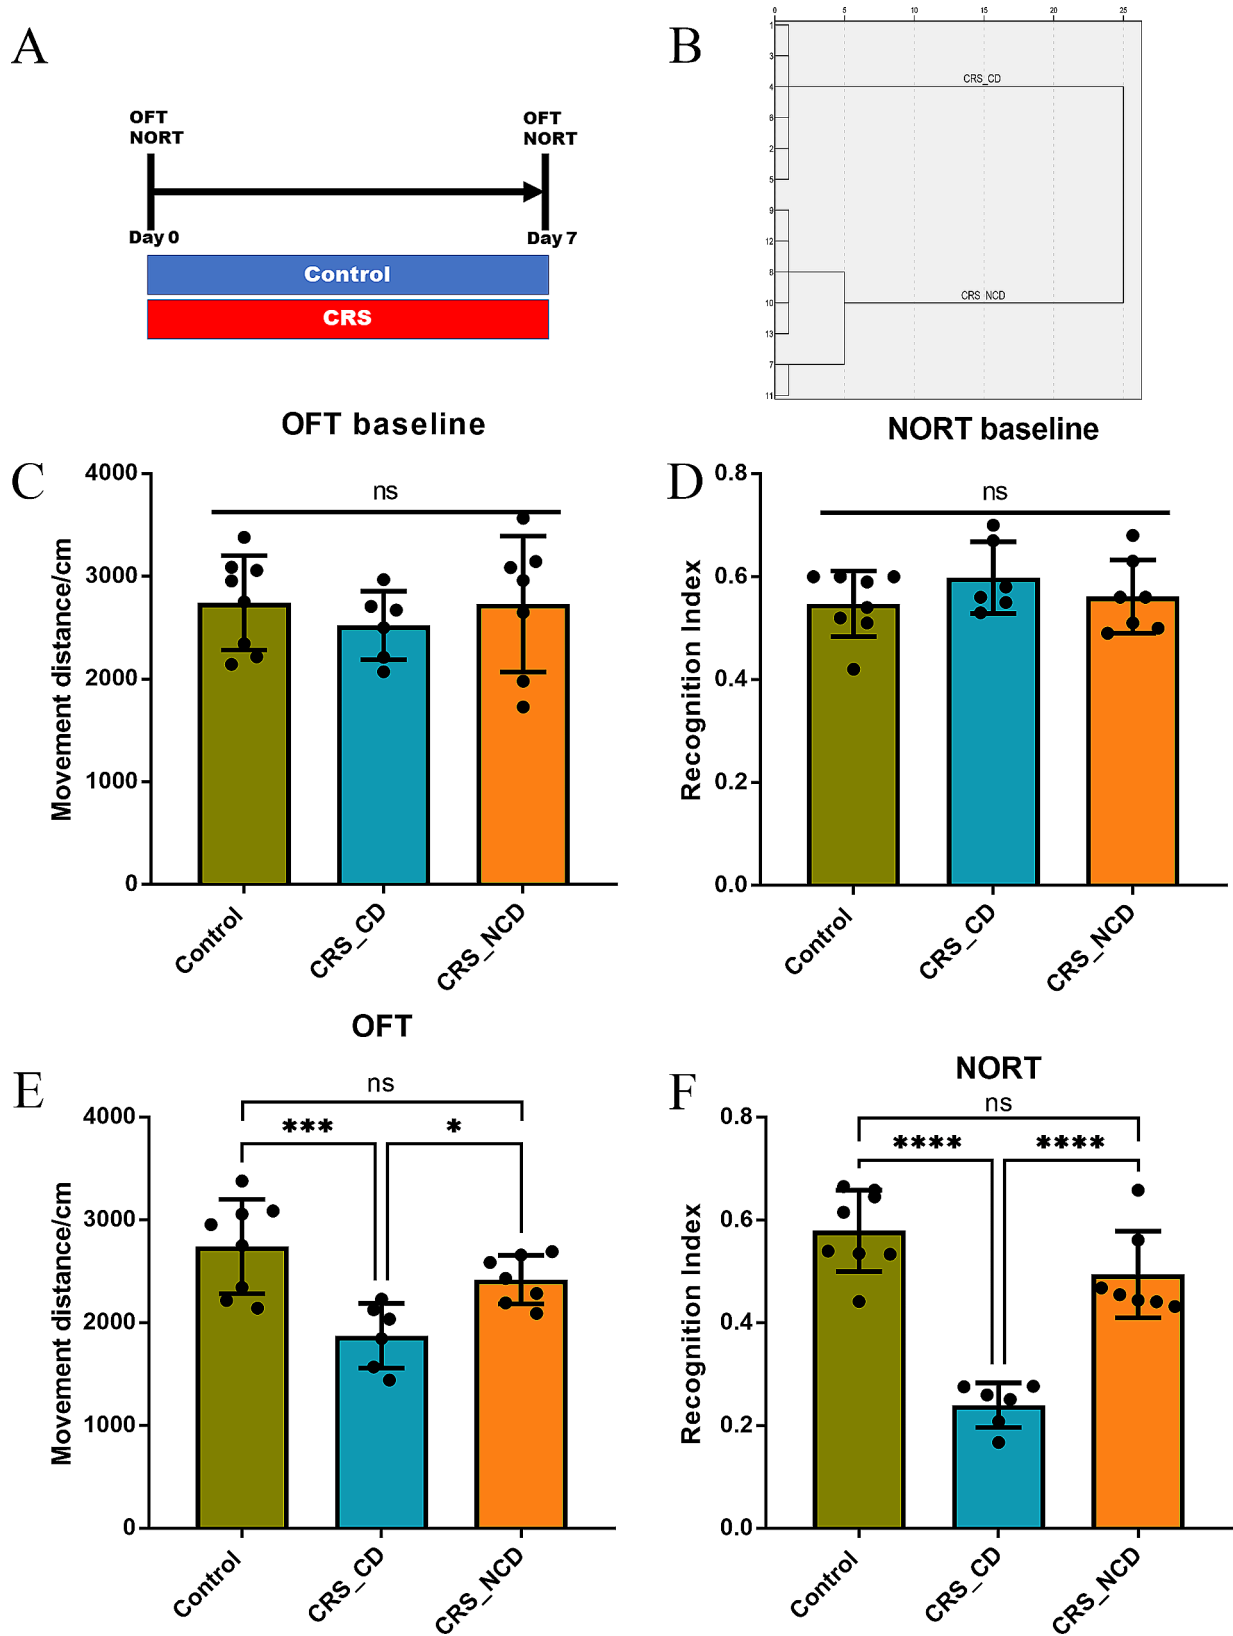 A
OFT
NORT
OFT
NORT
Day 0
Day 7
Control
CRS
B
0 5 10 15 20 25
1
3
4
6
2
5
9
12
8
10
13
7
11
CRS_CD
CRS_NCD
C
OFT baseline
Movement distance/cm
4000
3000
2000
1000
0
ns
Control
CRS_CD
CRS_NCD
D
NORT baseline
Recognition Index
0.8
0.6
0.4
0.2
0.0
ns
Control
CRS_CD
CRS_NCD
E
OFT
Movement distance/cm
4000
3000
2000
1000
0
ns
*** *
Control
CRS_CD
CRS_NCD
F
NORT
Recognition Index
0.8
0.6
0.4
0.2
0.0
ns
**** ****
Control
CRS_CD
CRS_NCD